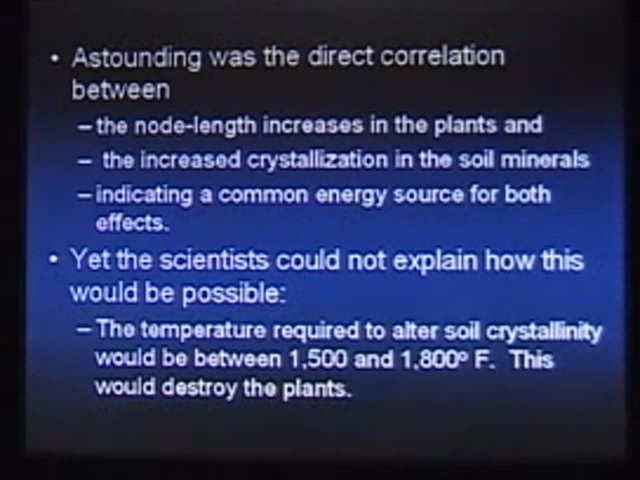 • Astounding was the direct correlation
between
– the node-length increases in the plants and
– the increased crystallization in the soil minerals
– indicating a common energy source for both
effects.
• Yet the scientists could not explain how this
would be possible:
– The temperature required to alter soil crystallinity
would be between 1,500 and 1,800º F. This
would destroy the plants.